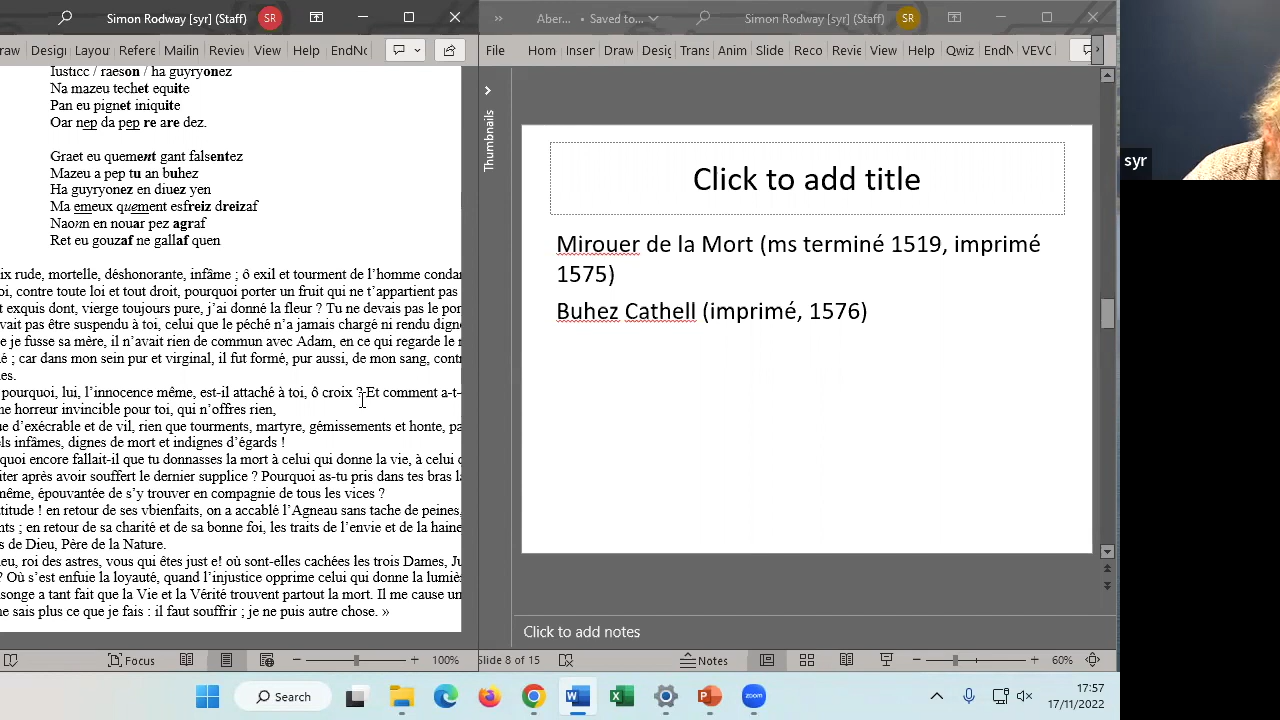 Simon Rodway [syr] (Staff) SR
raw Design Layou Refere Mailin Review View Help EndNo
Iusticc / raeson / ha guyryonez
Na mazeu techet equite
Pan eu pignet iniquite
Oar nep da pep re are dez.
Graet eu quement gant falsentez
Mazeu a pep tu an buhez
Ha guyryonez en diuez yen
Ma emeux quement esfreiz dreizaf
Naonn en nouar pez agraf
Ret eu gouzaf ne gallaf quen
ix rude, mortelle, déshonorante, infâme ; ô exil et tourment de l’homme condar
oi, contre toute loi et tout droit, pourquoi porter un fruit qui ne t’appartient pas
t exquis dont, vierge toujours pure, j’ai donné la fleur ? Tu ne devais pas le por
vait pas être suspendu à toi, celui que le péché n’a jamais chargé ni rendu dign
e je fusse sa mère, il n’avait rien de commun avec Adam, en ce qui regarde le r
é ; car dans mon sein pur et virginal, il fut formé, pur aussi, de mon sang, contr
es.
pourquoi, lui, l’innocence même, est-il attaché à toi, ô croix ? Et comment a-t-
ne horreur invincible pour toi, qui n’offres rien,
ue d’exécrable et de vil, rien que tourments, martyre, gémissements et honte, pa
els infâmes, dignes de mort et indignes d’égards !
quoi encore fallait-il que tu donnasses la mort à celui qui donne la vie, à celui c
iter après avoir souffert le dernier supplice ? Pourquoi as-tu pris dans tes bras la
même, épouvantée de s’y trouver en compagnie de tous les vices ?
titude ! en retour de ses vbienfaits, on a accablé l’Agneau sans tache de peines,
nts ; en retour de sa charité et de sa bonne foi, les traits de l’envie et de la haine
s de Dieu, Père de la Nature.
eu, roi des astres, vous qui êtes just e! où sont-elles cachées les trois Dames, Ju
? Où s’est enfuie la loyauté, quand l’injustice opprime celui qui donne la lumiè
songe a tant fait que la Vie et la Vérité trouvent partout la mort. Il me cause un
ne sais plus ce que je fais : il faut souffrir ; je ne puis autre chose. »
Focus 100%
Aber... • Saved to... Simon Rodway [syr] (Staff) SR
File Hom Inser Draw Desig Trans Anim Slide Reco Revie View Help Qwiz EndN VEVC
Thumbnails
Click to add title
Mirouer de la Mort (ms terminé 1519, imprimé
1575)
Buhez Cathell (imprimé, 1576)
Click to add notes
Slide 8 of 15 Notes 60%
syr
Search zoom 17:57
17/11/2022